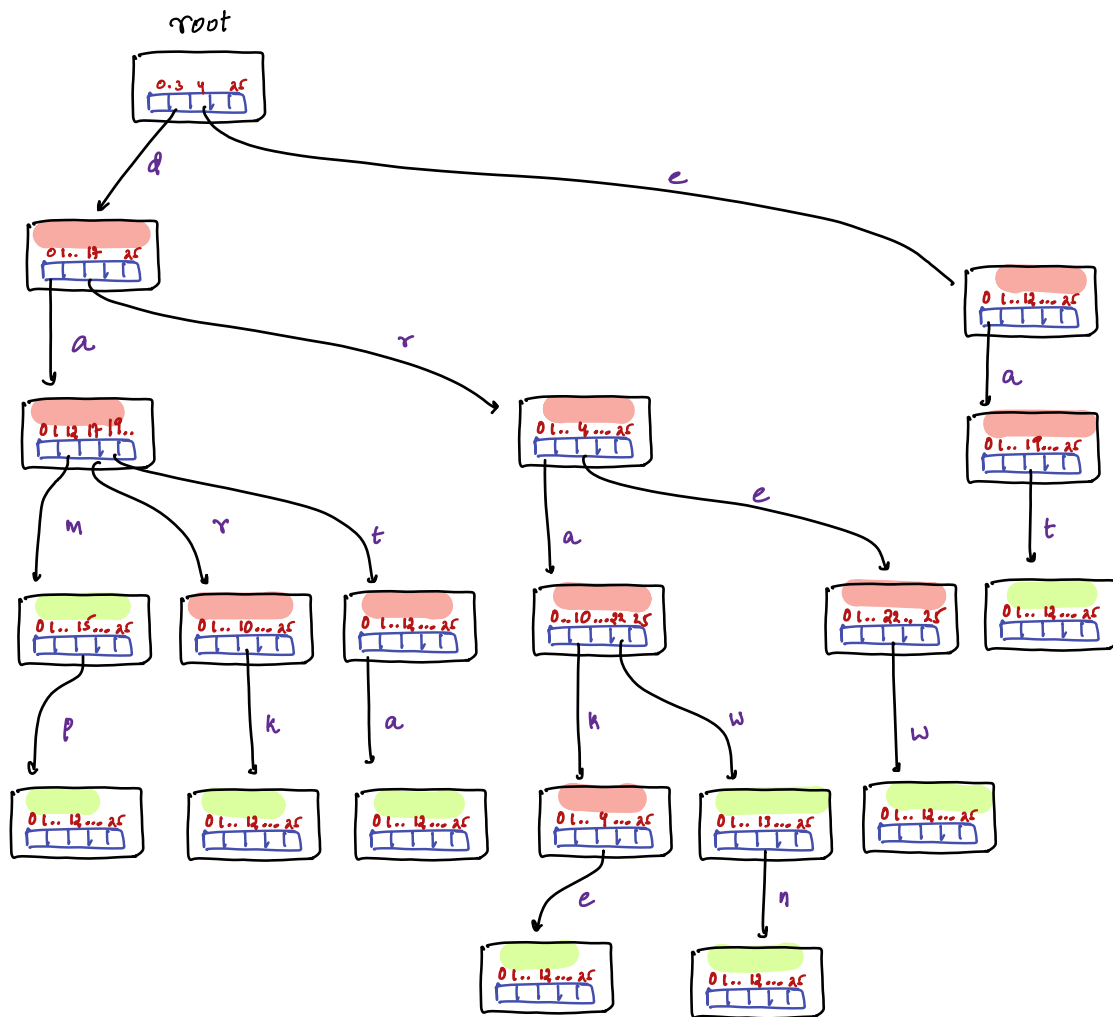 root
0.3 4 25
d
e
0 1.. 17 25
0 1.. 12... 25
a
r
a
0 1 12 17 19..
0 1.. 4... 25
0 1.. 19... 25
m
r
t
a
e
t
0 1.. 15... 25
0 1.. 10... 25
0 1..12... 25
0..10...22 25
0 1.. 22.. 25
0 1.. 12... 25
p
k
a
k
w
w
0 1.. 12... 25
0 1.. 12... 25
0 1.. 12... 25
0 1.. 4... 25
0 1.. 13... 25
0 1.. 12... 25
e
n
0 1.. 12... 25
0 1.. 12... 25